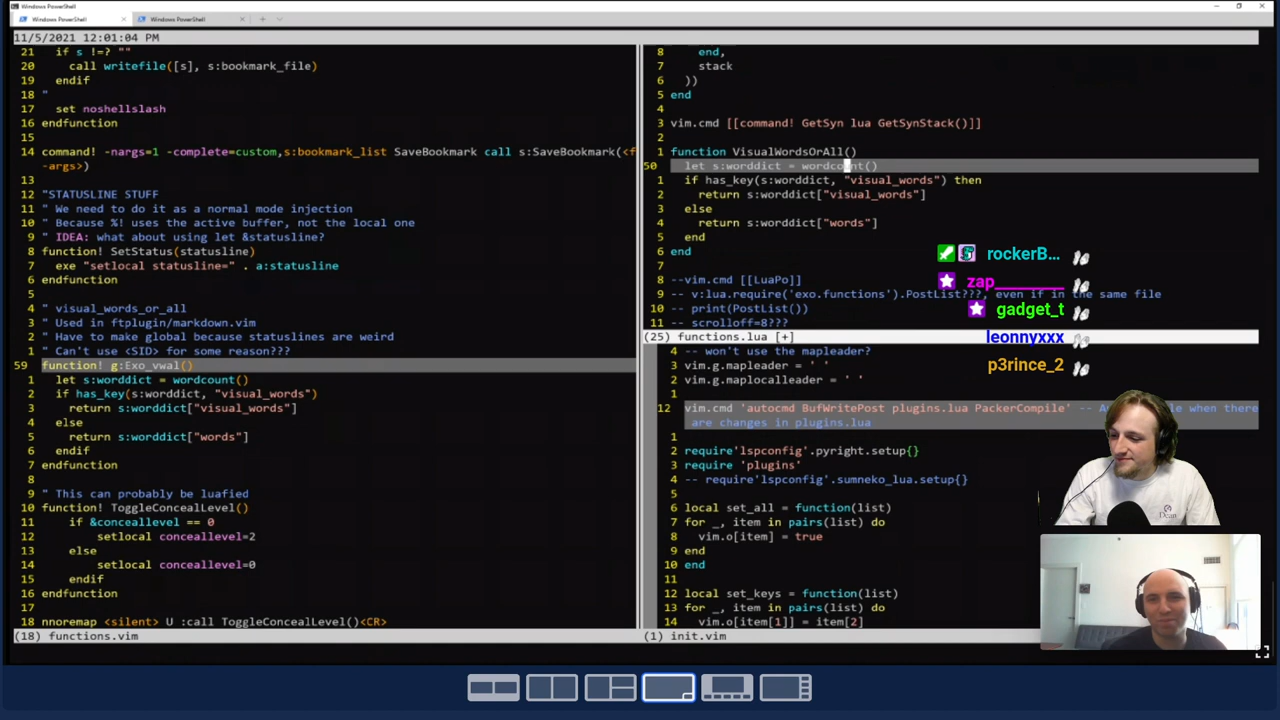 Windows PowerShell
Windows PowerShell
Windows PowerShell
11/5/2021 12:01:04 PM
21 if s !=? ""
20 call writefile([s], s:bookmark_file)
19 endif
18 "
17 set noshellslash
16 endfunction
15
14 command! -nargs=1 -complete=custom,s:bookmark_list SaveBookmark call s:SaveBookmark(<f
-args>)
13
12 "STATUSLINE STUFF
11 " We need to do it as a normal mode injection
10 " Because %! uses the active buffer, not the local one
9 " IDEA: what about using let &statusline?
8 function! SetStatus(statusline)
7 exe "setlocal statusline=" . a:statusline
6 endfunction
5
4 " visual_words_or_all
3 " Used in ftplugin/markdown.vim
2 " Have to make global because statuslines are weird
1 " Can't use <SID> for some reason???
59 function! g:Exo_vwal()
1 let s:worddict = wordcount()
2 if has_key(s:worddict, "visual_words")
3 return s:worddict["visual_words"]
4 else
5 return s:worddict["words"]
6 endif
7 endfunction
8
9 " This can probably be luafied
10 function! ToggleConcealLevel()
11 if &conceallevel == 0
12 setlocal conceallevel=2
13 else
14 setlocal conceallevel=0
15 endif
16 endfunction
17
18 nnoremap <silent> U :call ToggleConcealLevel()<CR>
(18) functions.vim
8 end,
7 stack
6 ))
5 end
4
3 vim.cmd [[command! GetSyn lua GetSynStack()]]
2
1 function VisualWordsOrAll()
50 let s:worddict = wordcount()
1 if has_key(s:worddict, "visual_words") then
2 return s:worddict["visual_words"]
3 else
4 return s:worddict["words"]
5 end
6 end
7
8 --vim.cmd [[LuaPo]]
9 -- v:lua.require('exo.functions').PostList???, even if in the same file
10 -- print(PostList())
11 -- scrolloff=8???
(25) functions.lua [+]
4 -- won't use the mapleader?
3 vim.g.mapleader = ' '
2 vim.g.maplocalleader = ' '
1
12 vim.cmd 'autocmd BufWritePost plugins.lua PackerCompile' -- A le when there
are changes in plugins.lua
1
2 require'lspconfig'.pyright.setup{}
3 require 'plugins'
4 -- require'lspconfig'.sumneko_lua.setup{}
5
6 local set_all = function(list)
7 for _, item in pairs(list) do
8 vim.o[item] = true
9 end
10 end
11
12 local set_keys = function(list)
13 for _, item in pairs(list) do
14 vim.o[item[1]] = item[2]
(1) init.vim
rockerB...
zap________
gadget_t
leonnyxxx
p3rince_2
Dean